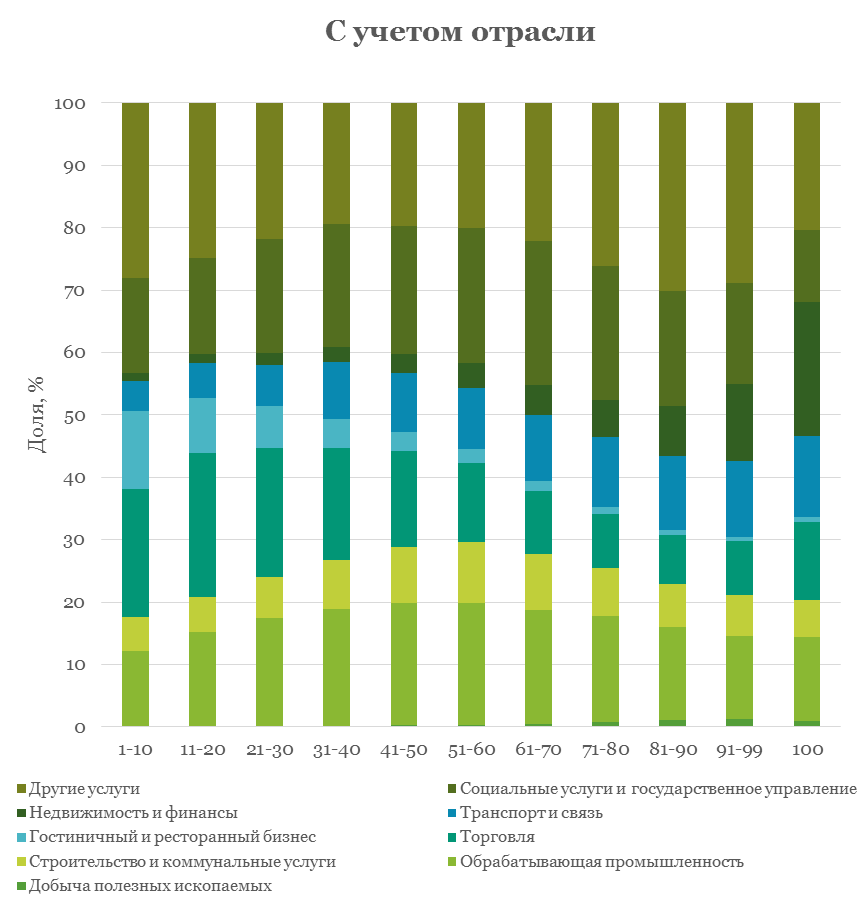 С учетом отрасли
Доля, %
100
90
80
70
60
50
40
30
20
10
0
1-10 11-20 21-30 31-40 41-50 51-60 61-70 71-80 81-90 91-99 100
Другие услуги Социальные услуги и государственное управление
Недвижимость и финансы Транспорт и связь
Гостиничный и ресторанный бизнес Торговля
Строительство и коммунальные услуги Обрабатывающая промышленность
Добыча полезных ископаемых